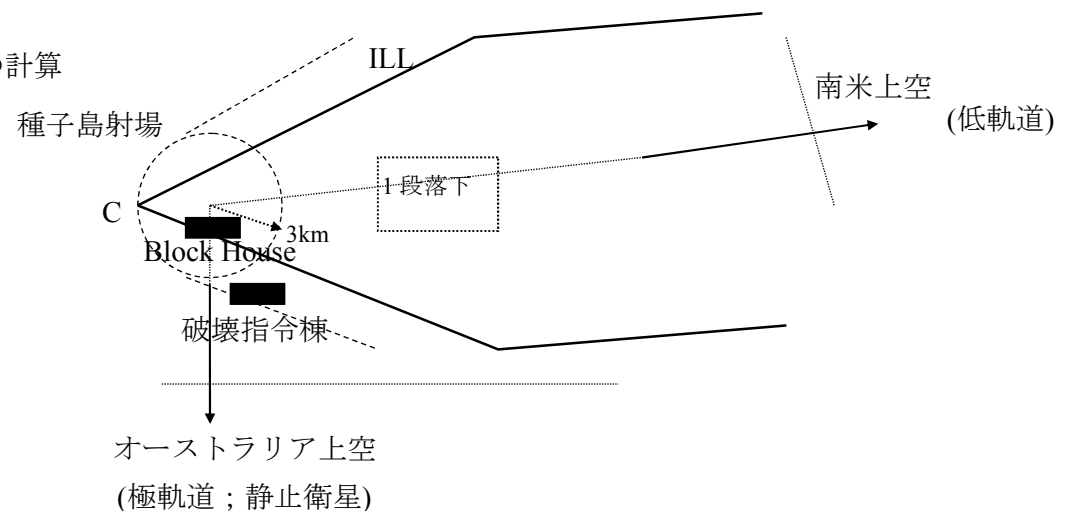 の計算
ILL
種子島射場
南米上空
(低軌道)
1 段落下
C
3km
Block House
破壊指令棟
オーストラリア上空
(極軌道；静止衛星)